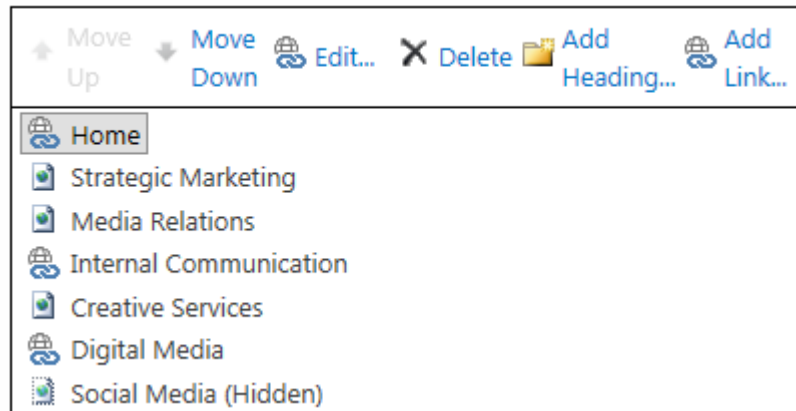 Move Up
Move Down
Edit...
Delete
Add Heading...
Add Link...
Home
Strategic Marketing
Media Relations
Internal Communication
Creative Services
Digital Media
Social Media (Hidden)